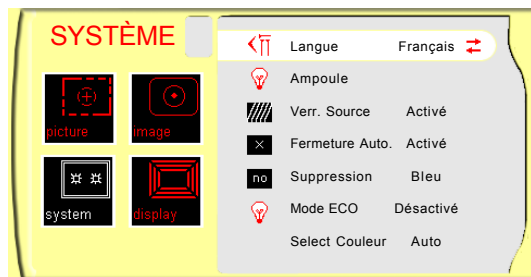 SYSTÈME
picture
image
system
display
Langue Français
Ampoule
Verr. Source Activé
Fermeture Auto. Activé
no Suppression Bleu
Mode ECO Désactivé
Select Couleur Auto